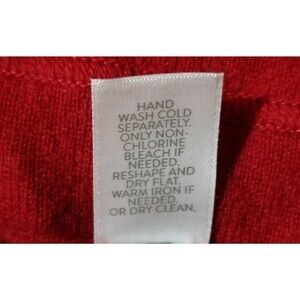 HAND
WASH COLD
SEPARATELY.
ONLY NON-
CHLORINE
BLEACH IF
NEEDED.
RESHAPE AND
DRY FLAT.
WARM IRON IF
NEEDED.
OR DRY CLEAN.